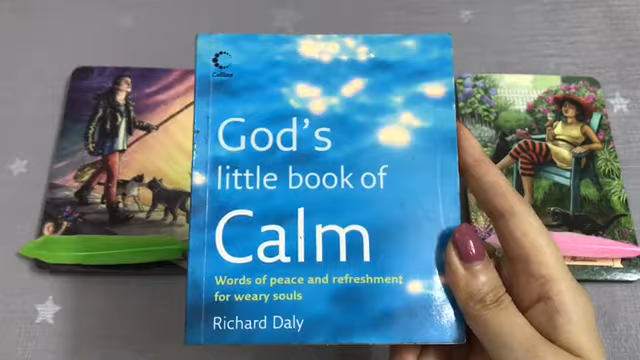 Collins
God's
little book of
Calm
Words of peace and refreshment
for weary souls
Richard Daly